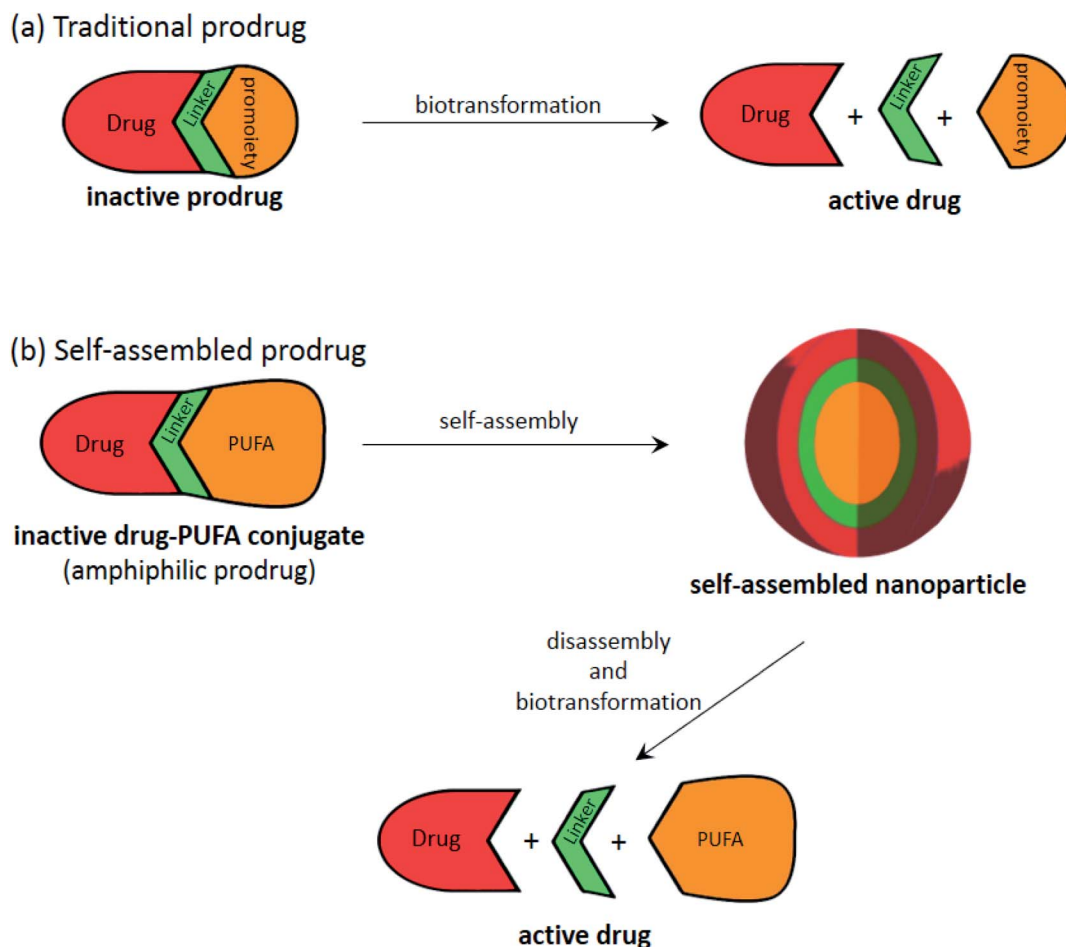 (a) Traditional prodrug
Drug
Linker
promoiety
biotransformation
Drug
+
Linker
+
promoiety
inactive prodrug
active drug
(b) Self-assembled prodrug
Drug
Linker
PUFA
self-assembly
inactive drug-PUFA conjugate
(amphiphilic prodrug)
self-assembled nanoparticle
disassembly
and
biotransformation
Drug
+
Linker
+
PUFA
active drug